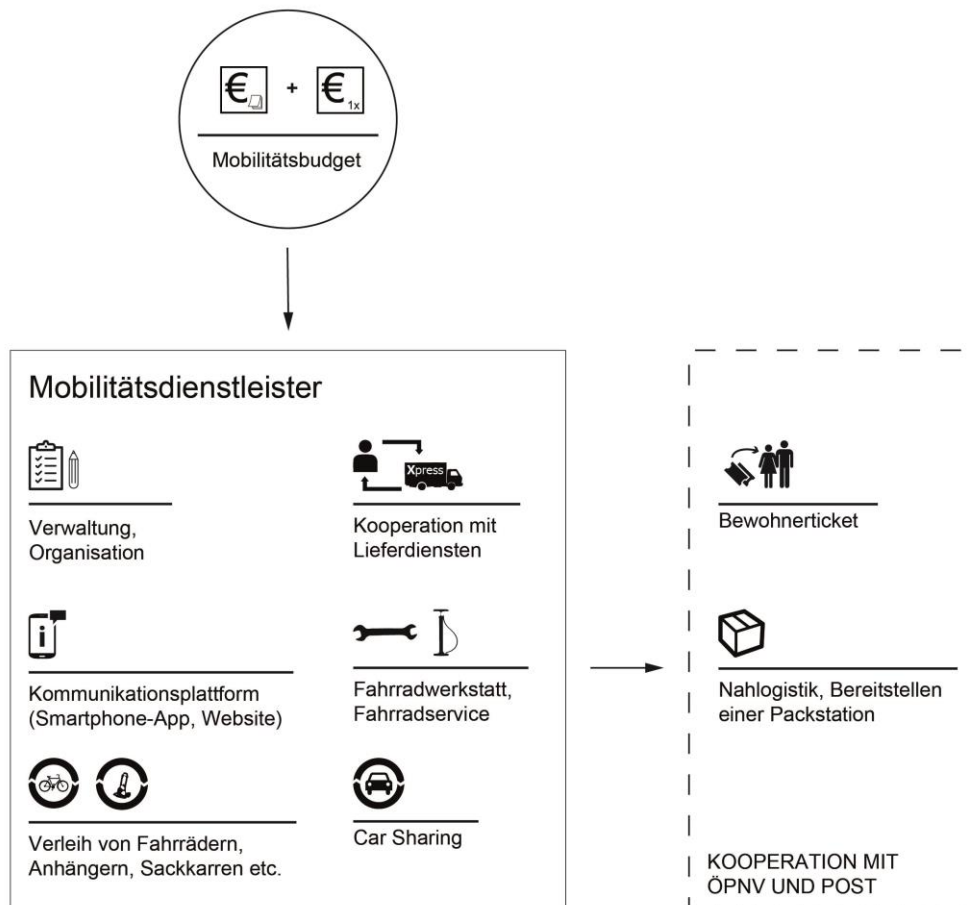 € + € 1x
Mobilitätsbudget
Mobilitätsdienstleister
Verwaltung,
Organisation
Xpress
Kooperation mit
Lieferdiensten
i
Kommunikationsplattform
(Smartphone-App, Website)
Fahrradwerkstatt,
Fahrradservice
Verleih von Fahrrädern,
Anhängern, Sackkarren etc.
Car Sharing
Bewohnerticket
Nahlogistik, Bereitstellen
einer Packstation
KOOPERATION MIT
ÖPNV UND POST